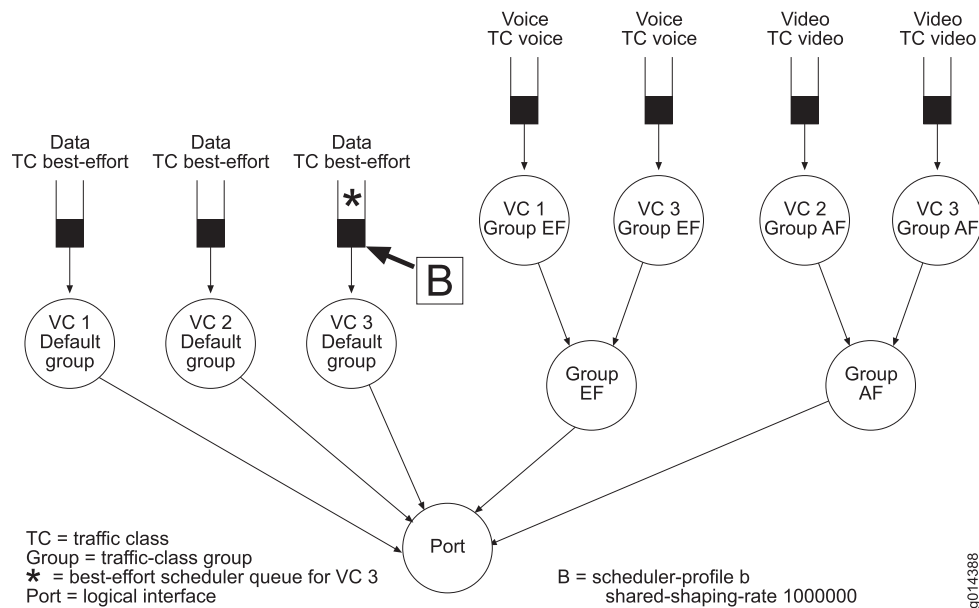 Voice
TC voice
Voice
TC voice
Video
TC video
Video
TC video
Data
TC best-effort
Data
TC best-effort
Data
TC best-effort
*
B
VC 1
Group EF
VC 3
Group EF
VC 2
Group AF
VC 3
Group AF
VC 1
Default
group
VC 2
Default
group
VC 3
Default
group
Group
EF
Group
AF
Port
TC = traffic class
Group = traffic-class group
* = best-effort scheduler queue for VC 3
Port = logical interface
B = scheduler-profile b
shared-shaping-rate 1000000
g014388